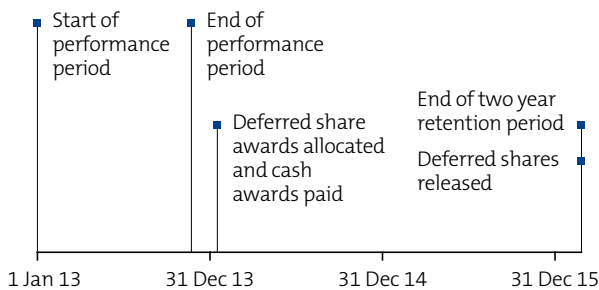 Start of
performance
period
End of
performance
period
Deferred share
awards allocated
and cash
awards paid
End of two year
retention period
Deferred shares
released
1 Jan 13
31 Dec 13
31 Dec 14
31 Dec 15